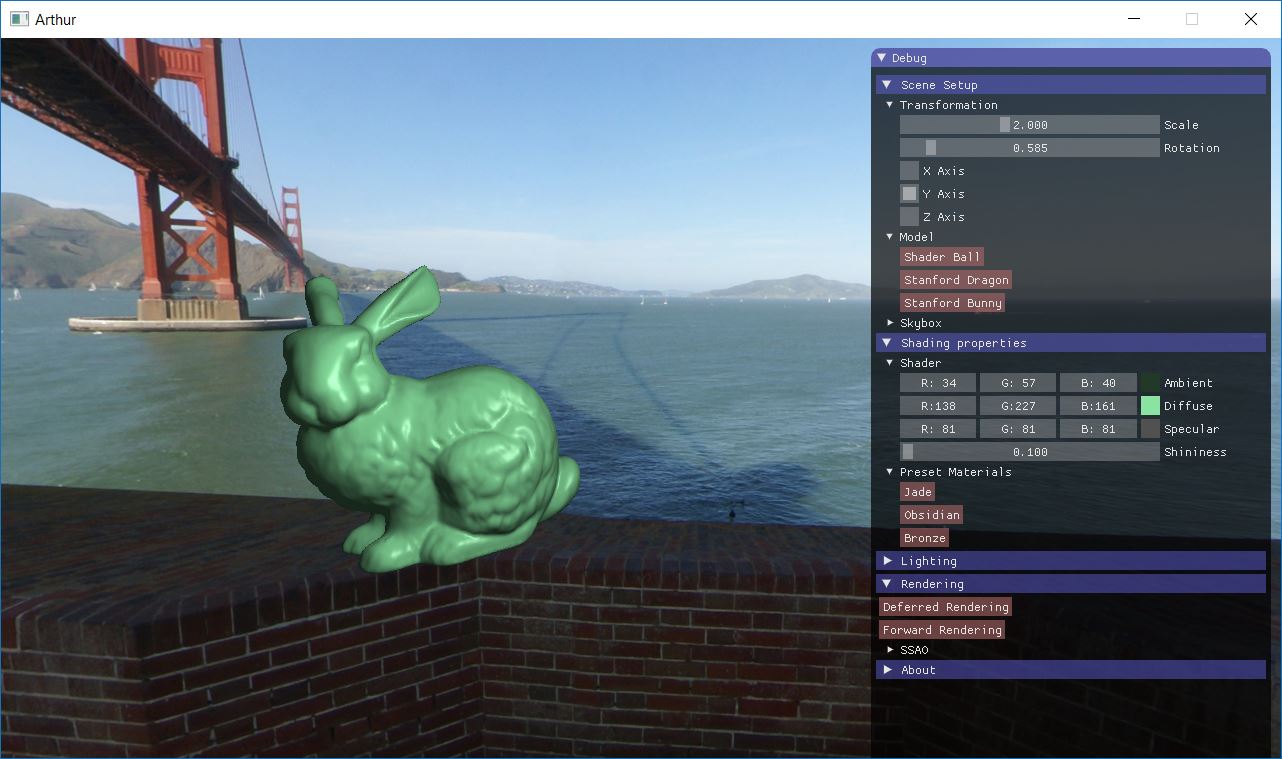 Arthur
Debug
Scene Setup
Transformation
2.000 Scale
0.585 Rotation
X Axis
Y Axis
Z Axis
Model
Shader Ball
Stanford Dragon
Stanford Bunny
Skybox
Shading properties
Shader
R: 34 G: 57 B: 40 Ambient
R:138 G:227 B:161 Diffuse
R: 81 G: 81 B: 81 Specular
0.100 Shininess
Preset Materials
Jade
Obsidian
Bronze
Lighting
Rendering
Deferred Rendering
Forward Rendering
SSAO
About